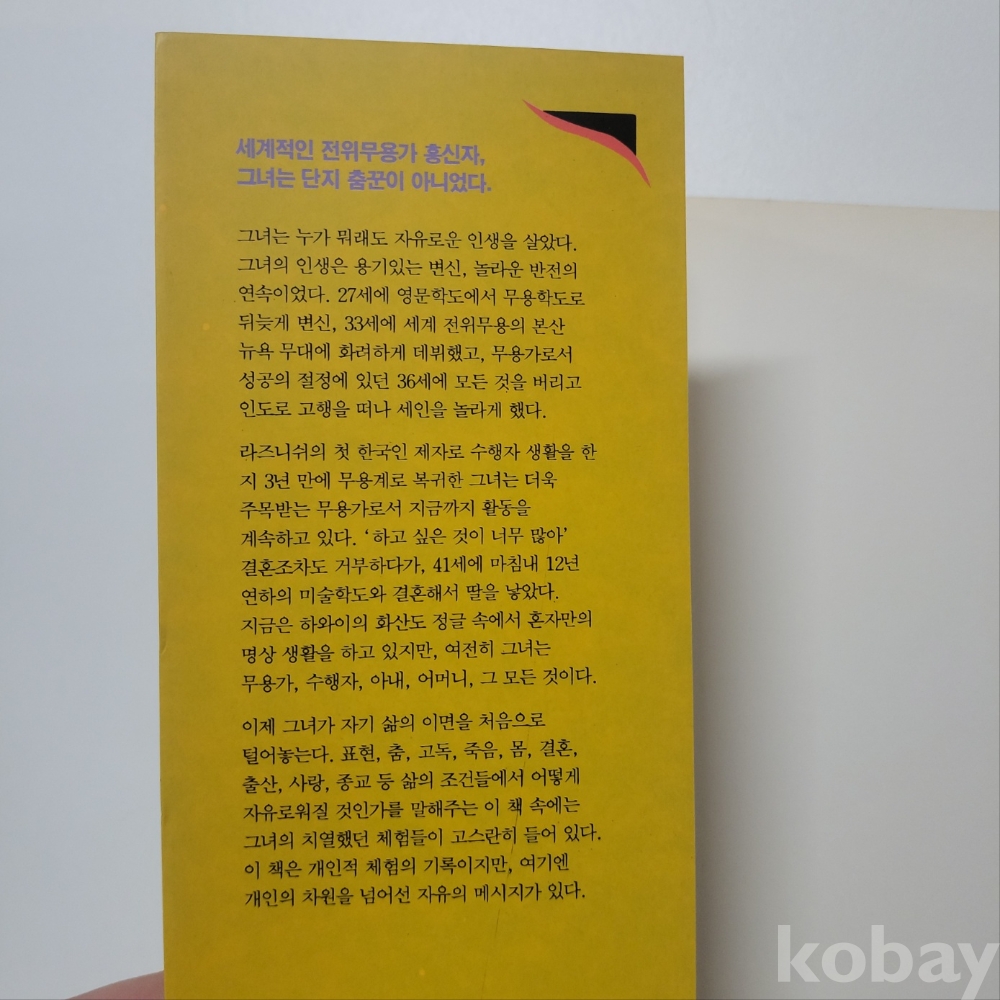 세계적인 전위무용가 홍신자,
그녀는 단지 춤꾼이 아니었다.
그녀는 누가 뭐래도 자유로운 인생을 살았다.
그녀의 인생은 용기있는 변신, 놀라운 반전의
연속이었다. 27세에 영문학도에서 무용학도로
뒤늦게 변신, 33세에 세계 전위무용의 본산
뉴욕 무대에 화려하게 데뷔했고, 무용가로서
성공의 절정에 있던 36세에 모든 것을 버리고
인도로 고행을 떠나 세인을 놀라게 했다.
라즈니쉬의 첫 한국인 제자로 수행자 생활을 한
지 3년 만에 무용계로 복귀한 그녀는 더욱
주목받는 무용가로서 지금까지 활동을
계속하고 있다. ‘하고 싶은 것이 너무 많아’
결혼조차도 거부하다가, 41세에 마침내 12년
연하의 미술학도와 결혼해서 딸을 낳았다.
지금은 하와이의 화산도 정글 속에서 혼자만의
명상 생활을 하고 있지만, 여전히 그녀는
무용가, 수행자, 아내, 어머니, 그 모든 것이다.
이제 그녀가 자기 삶의 이면을 처음으로
털어놓는다. 표현, 춤, 고독, 죽음, 몸, 결혼,
출산, 사랑, 종교 등 삶의 조건들에서 어떻게
자유로워질 것인가를 말해주는 이 책 속에는
그녀의 치열했던 체험들이 고스란히 들어 있다.
이 책은 개인적 체험의 기록이지만, 여기엔
개인의 차원을 넘어선 자유의 메시지가 있다.
kobay